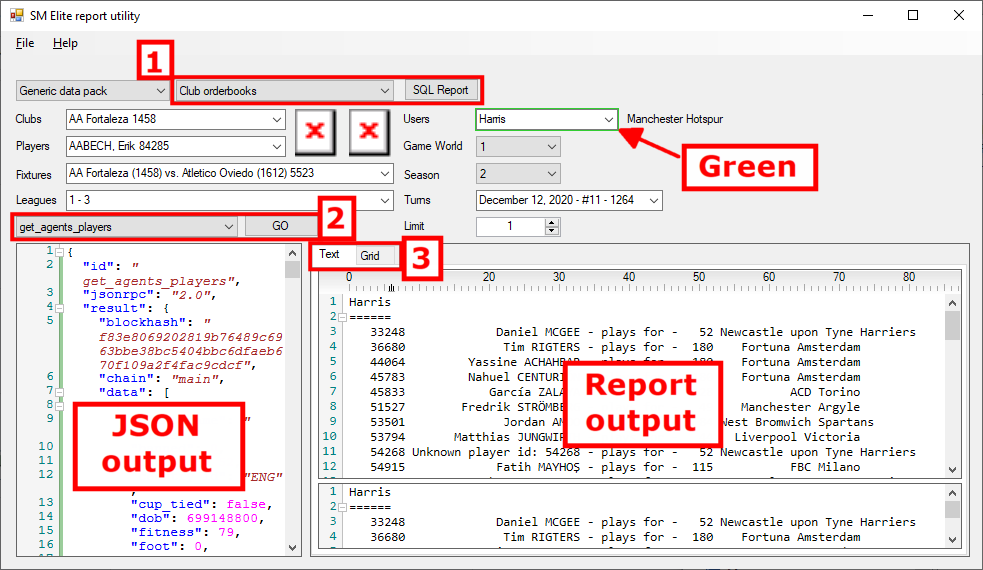 SM Elite report utility
File Help
1
Generic data pack Club orderbooks SQL Report
Clubs AA Fortaleza 1458 Users Harris Manchester Hotspur
Players AABECH, Erik 84285 Game World 1
Green
Fixtures AA Fortaleza (1458) vs. Atletico Oviedo (1612) 5523 Season 2
Leagues 1 - 3 Turns December 12, 2020 - #11 - 1264
2
get_agents_players GO Limit 1
3
Text Grid
1 {
2 "id": "
get_agents_players",
3 "jsonrpc": "2.0",
4 "result": {
5 "blockhash": "
f83e8069202819b76489c69
63bbe38bc5404bbc6dfaeb6
70f109a2f4fac9cdcf",
6 "chain": "main",
7 "data": [
8
9 "
10
11
12 "ENG"
,
13 "cup_tied": false,
14 "dob": 699148800,
15 "fitness": 79,
16 "foot": 0,
JSON
output
0 10 20 30 40 50 60 70 80
1 Harris
2 ======
3 33248 Daniel MCGEE - plays for - 52 Newcastle upon Tyne Harriers
4 36680 Tim RIGTERS - plays for - 180 Fortuna Amsterdam
5 44064 Yassine - 180 Fortuna Amsterdam
6 45783 Nahuel Fortuna Amsterdam
7 45833 García ACD Torino
8 51527 Fredrik Manchester Argyle
9 53501 Jordan Bromwich Spartans
10 53794 Matthias Liverpool Victoria
11 54268 Unknown player id: 54268 - plays for - 52 Newcastle upon Tyne Harriers
12 54915 Fatih MAYHOŞ - plays for - 115 FBC Milano
Report
output
1 Harris
2 ======
3 33248 Daniel MCGEE - plays for - 52 Newcastle upon Tyne Harriers
4 36680 Tim RIGTERS - plays for - 180 Fortuna Amsterdam